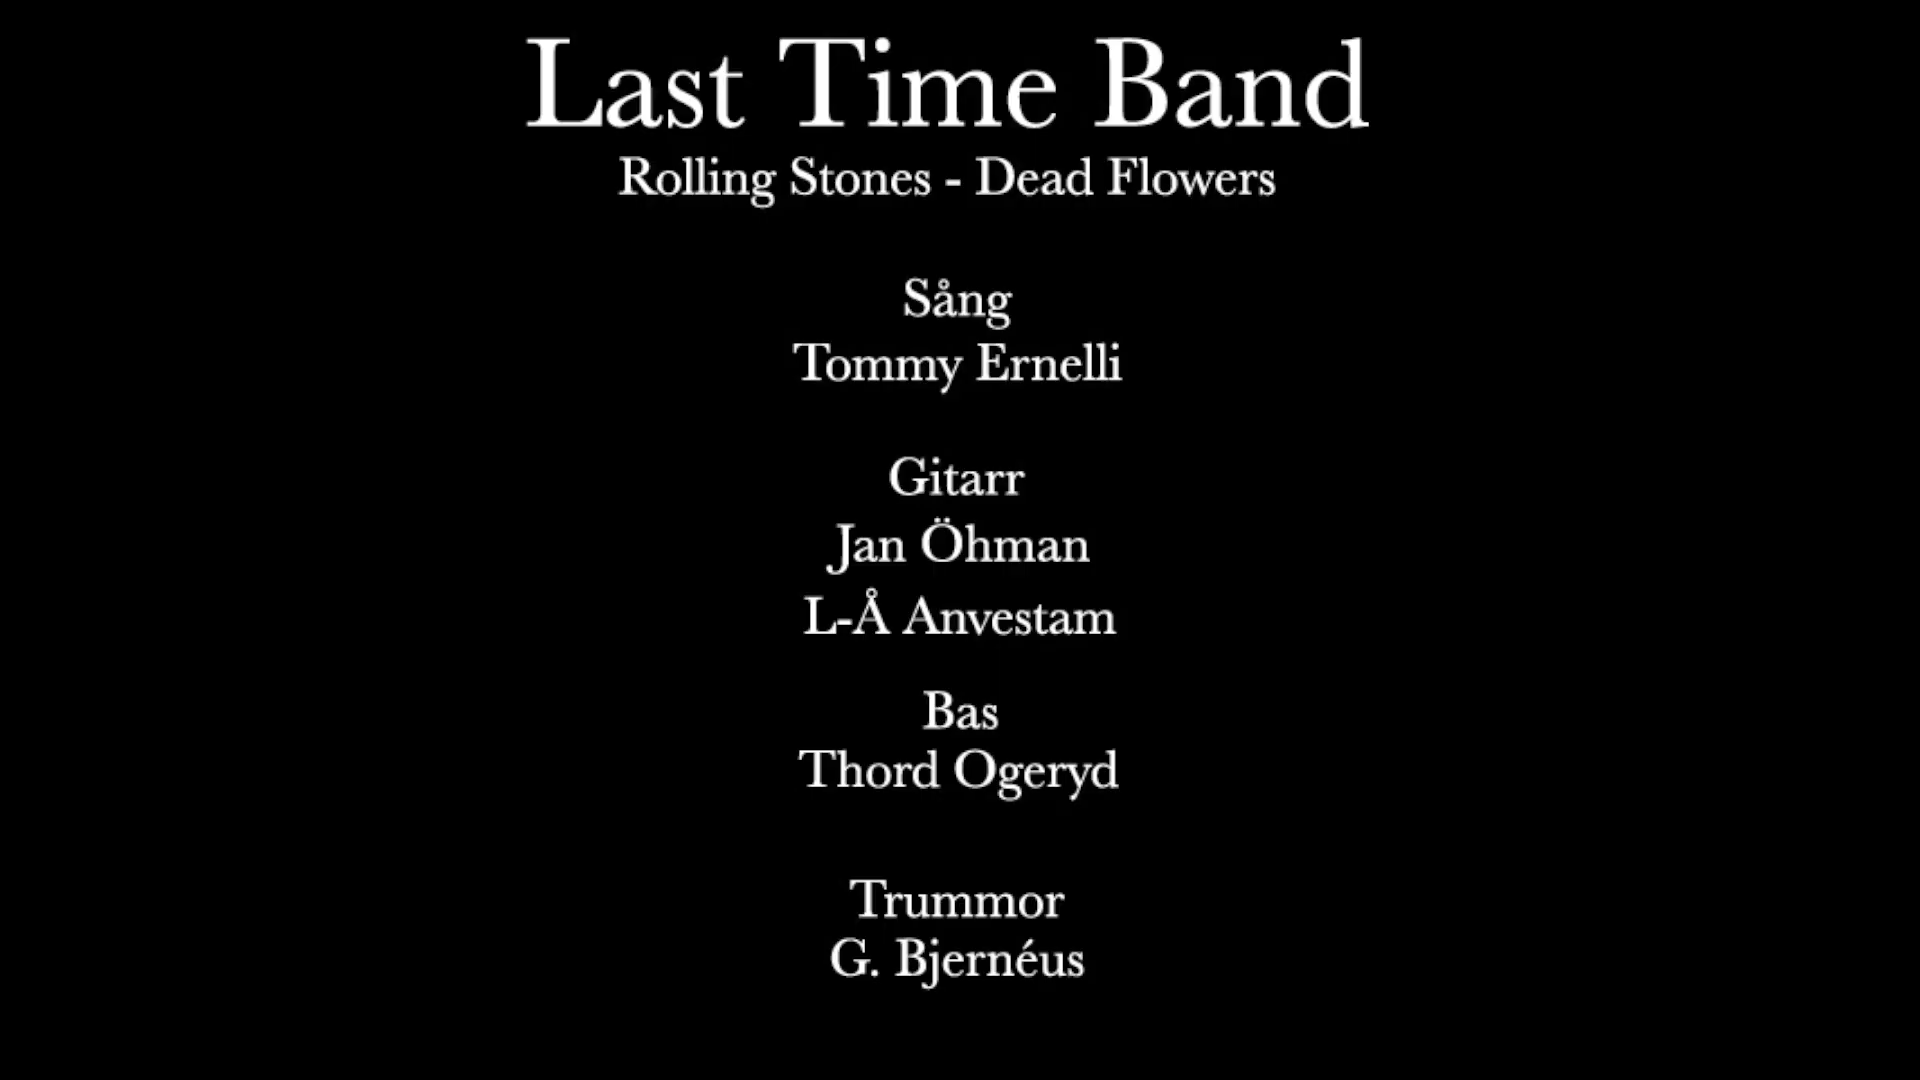 Last Time Band
Rolling Stones - Dead Flowers
Sång
Tommy Ernelli
Gitarr
Jan Öhman
L-Å Anvestam
Bas
Thord Ogeryd
Trummor
G. Bjernéus